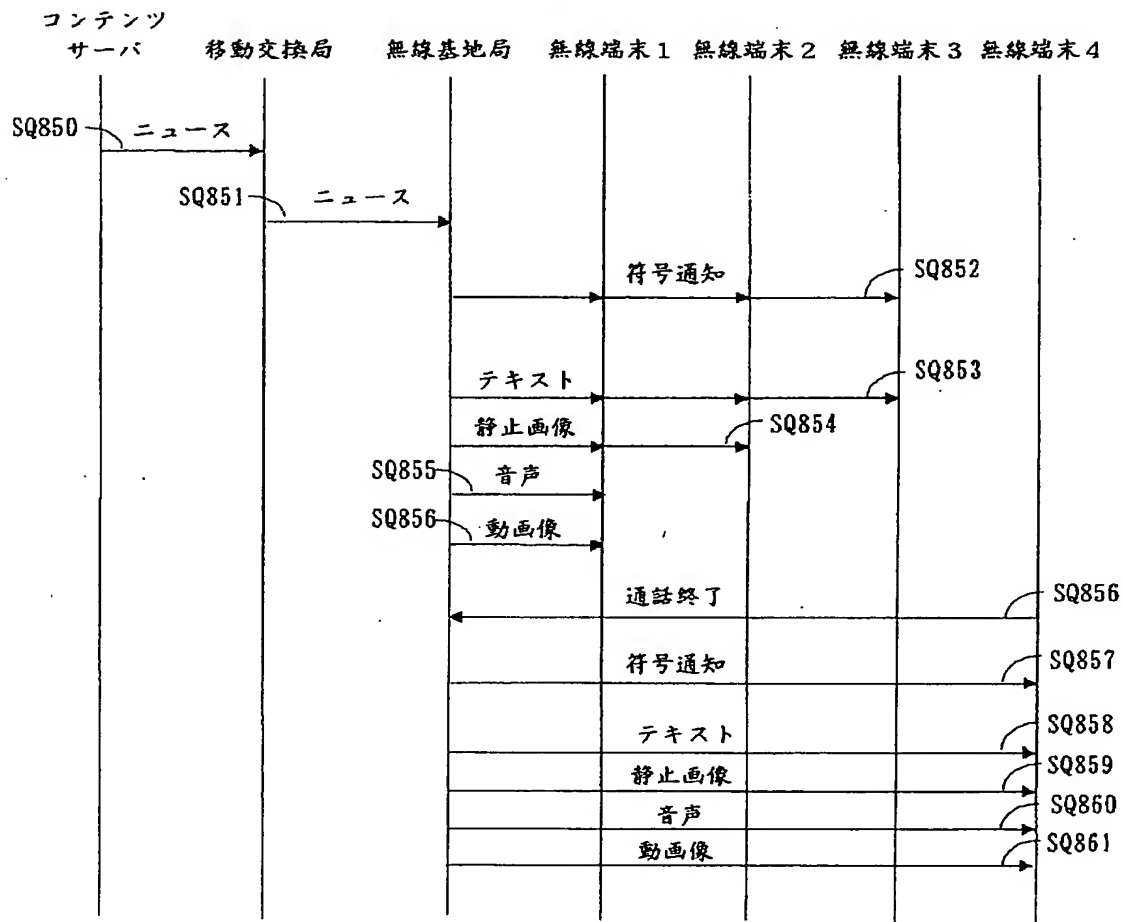 コンテンツ
サーバ 移動交換局 無線基地局 無線端末1 無線端末2 無線端末3 無線端末4
SQ850 ニュース
SQ851 ニュース
符号通知 SQ852
テキスト SQ853
静止画像 SQ854
SQ855 音声
SQ856 動画像
通話終了 SQ856
符号通知 SQ857
テキスト SQ858
静止画像 SQ859
音声 SQ860
動画像 SQ861